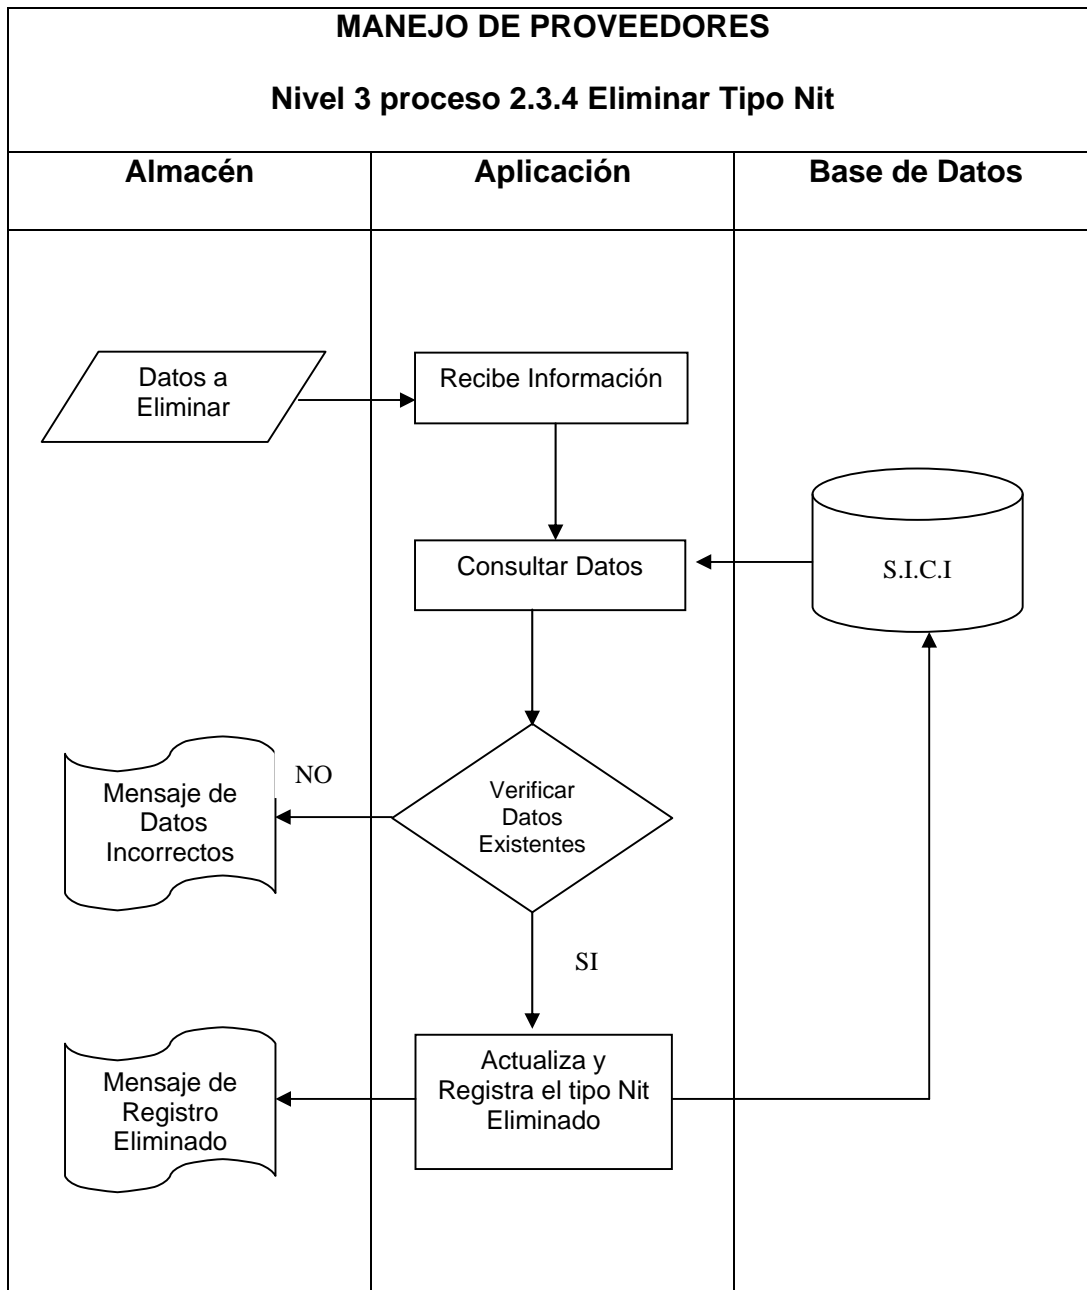 MANEJO DE PROVEEDORES
Nivel 3 proceso 2.3.4 Eliminar Tipo Nit
Almacén
Aplicación
Base de Datos
Datos a
Eliminar
Recibe Información
Consultar Datos
S.I.C.I
Verificar
Datos
Existentes
NO
Mensaje de
Datos
Incorrectos
SI
Actualiza y
Registra el tipo Nit
Eliminado
Mensaje de
Registro
Eliminado